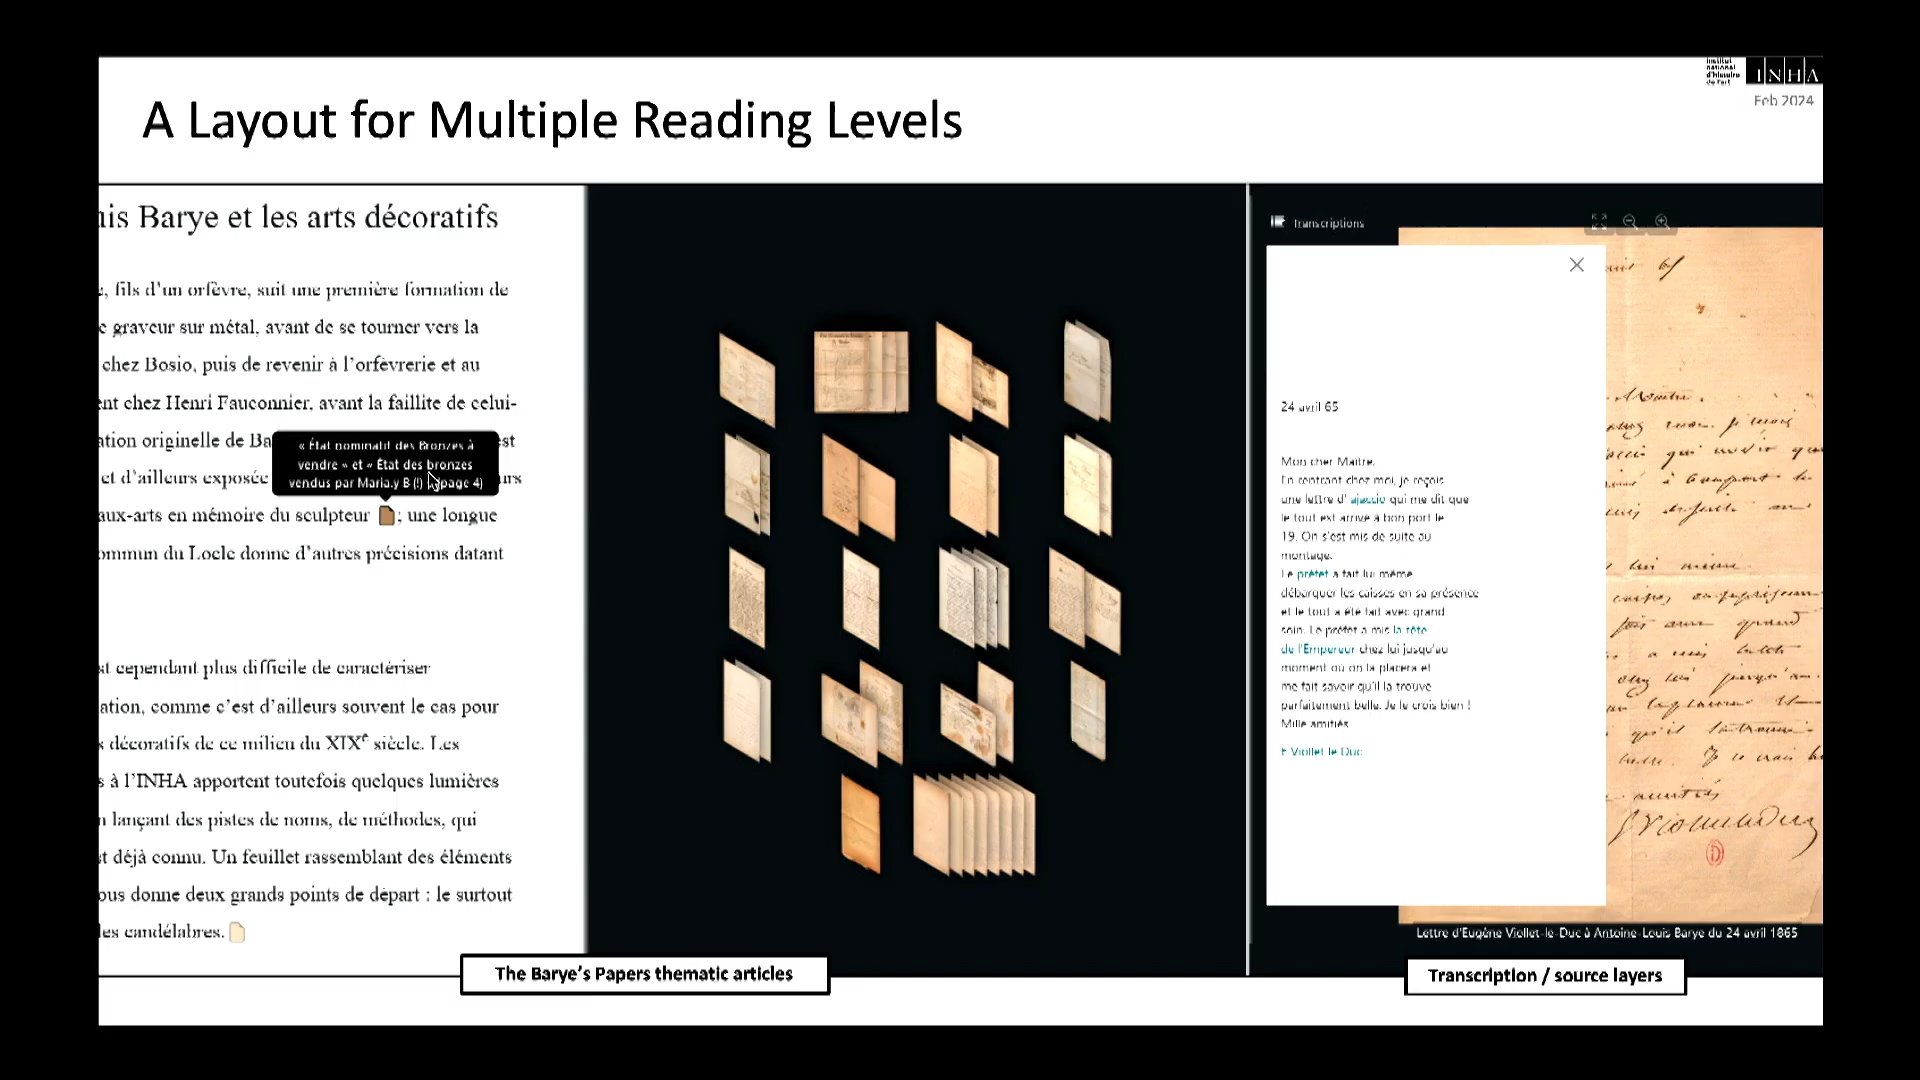 institut
national
d'histoire
de l'art
INHA
Feb 2024
A Layout for Multiple Reading Levels
is Barye et les arts décoratifs
, fils d'un orfèvre, suit une première formation de
e graveur sur métal, avant de se tourner vers la
chez Bosio, puis de revenir à l'orfèvrerie et au
nt chez Henri Fauconnier, avant la faillite de celui-
ation originelle de Ba
est
et d'ailleurs exposée
urs
« État nominatif des Bronzes à
vendre » et « État des bronzes
vendus par Maria.y B (!) (page 4)
aux-arts en mémoire du sculpteur ; une longue
ommun du Locle donne d'autres précisions datant
st cependant plus difficile de caractériser
ation, comme c'est d'ailleurs souvent le cas pour
s décoratifs de ce milieu du XIXe siècle. Les
s à l'INHA apportent toutefois quelques lumières
n lançant des pistes de noms, de méthodes, qui
t déjà connu. Un feuillet rassemblant des éléments
ous donne deux grands points de départ : le surtout
les candélabres.
The Barye's Papers thematic articles
Transcriptions
24 avril 65
Mon cher Maitre.
En rentrant chez moi, je reçois
une lettre d' ajaccio qui me dit que
le tout est arrivé à bon port le
19. On s'est mis de suite au
montage.
Le préfet a fait lui même
débarquer les caisses en sa présence
et le tout a été fait avec grand
soin. Le préfet a mis la tête
de l'Empereur chez lui jusqu'au
moment où on la placera et
me fait savoir qu'il la trouve
parfaitement belle. Je le crois bien !
Mille amitiés
E Viollet le Duc
Lettre d'Eugène Viollet-le-Duc à Antoine-Louis Barye du 24 avril 1865
Transcription / source layers